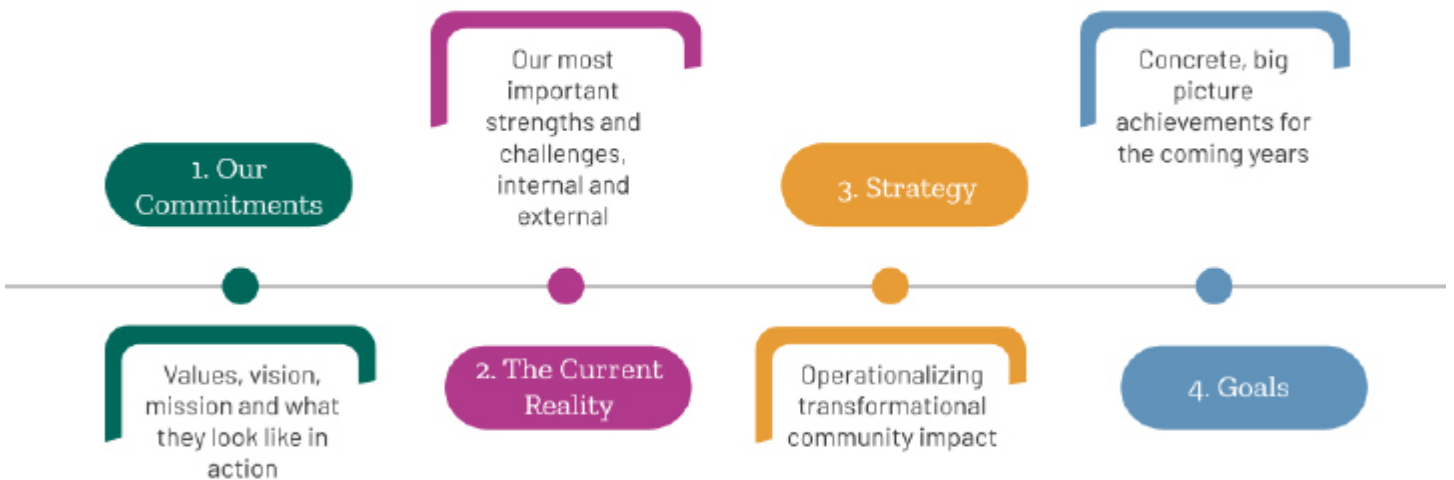 1. Our
Commitments
Values, vision,
mission and what
they look like in
action
Our most
important
strengths and
challenges,
internal and
external
2. The Current
Reality
3. Strategy
Operationalizing
transformational
community impact
Concrete, big
picture
achievements for
the coming years
4. Goals